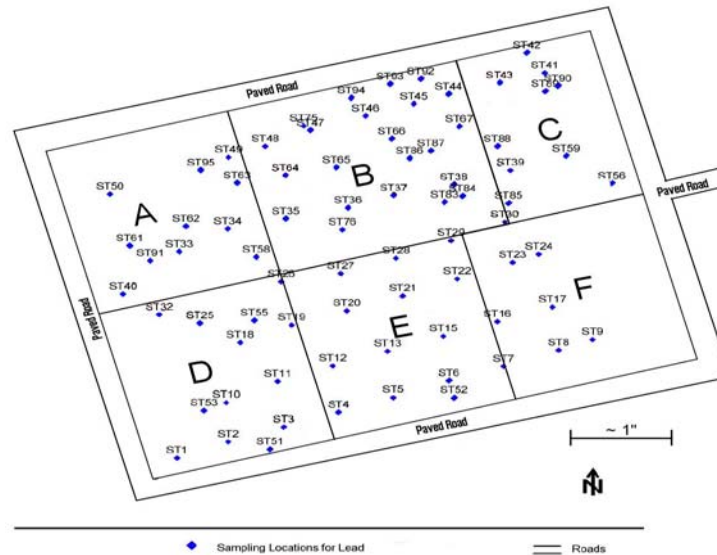 ST42
ST63 ST92 ST41
ST94 ST43 ST90
Paved Road ST45 ST44
ST75 ST46
ST47 ST67
ST48 ST66 ST88 C
ST49 ST86 ST87
ST95 ST64 ST65 B ST39 ST59
ST63 ST38
ST50 ST36 ST37 ST83 ST84 ST85 ST56 Paved Road
A ST62 ST34 ST35 ST76 ST30
ST61 ST33 ST29
ST91 ST58 ST28 ST23 ST24
ST27 ST22
ST40 ST21 F
Paved Road ST32 ST25 ST55 ST19 ST20 E ST16 ST17
ST18 ST15 ST9
ST13 ST8
D ST12 ST7
ST11 ST6
ST10 ST5 ST52
ST53 ST4
ST3 Paved Road
ST1 ST2 ST51
~ 1"
N
Sampling Locations for Lead Roads